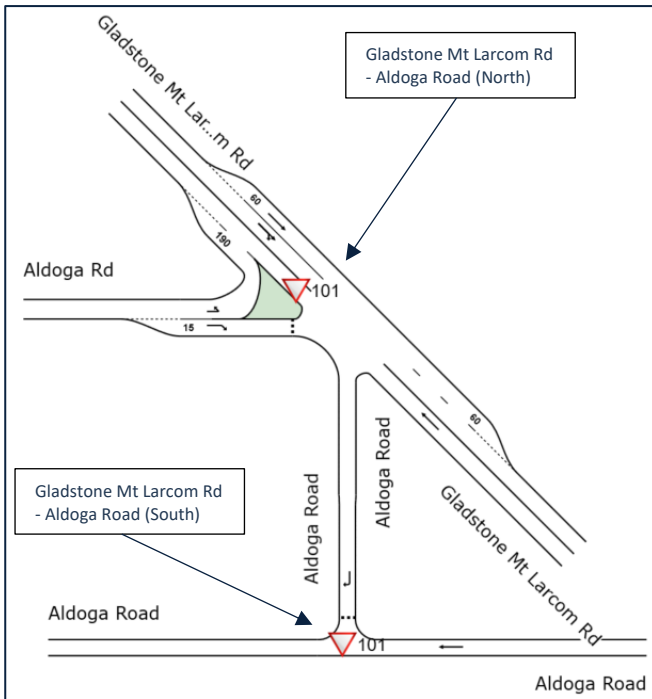 Gladstone Mt Lar...m Rd
Gladstone Mt Larcom Rd
- Aldoga Road (North)
60
190
Aldoga Rd
101
15
60
Aldoga Road
Aldoga Road
Gladstone Mt Larcom Rd
- Aldoga Road (South)
Gladstone Mt Larcom Rd
Aldoga Road
101
Aldoga Road